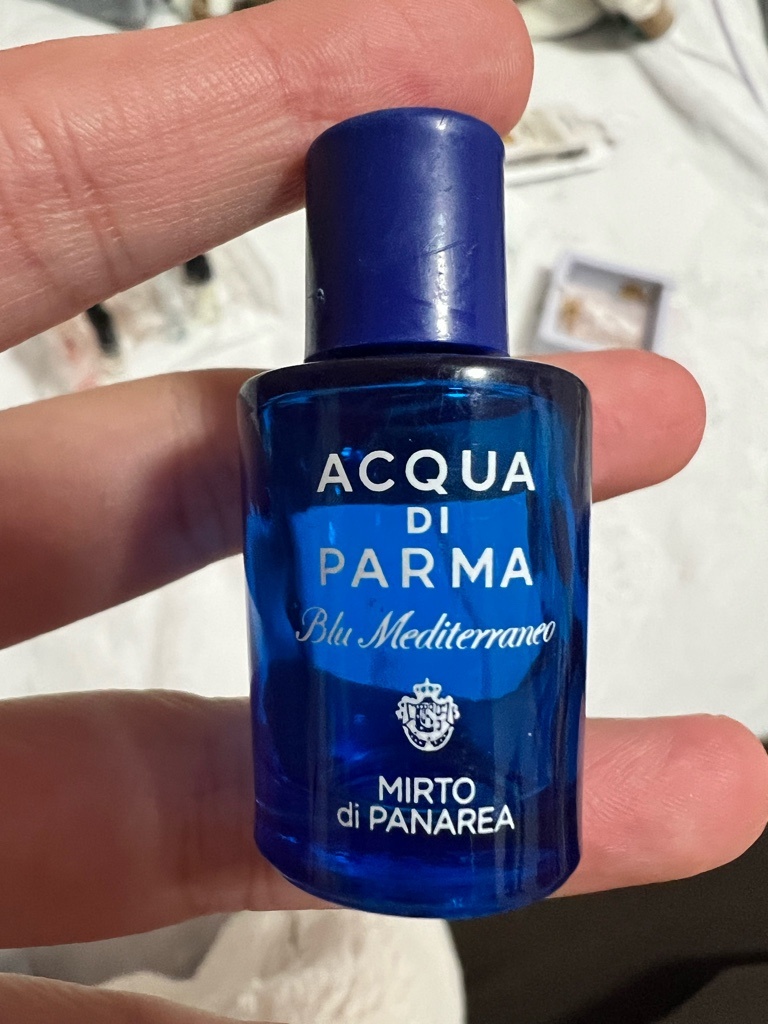 ACQUA
DI
PARMA
Blu Mediterraneo
MIRTO
di PANAREA